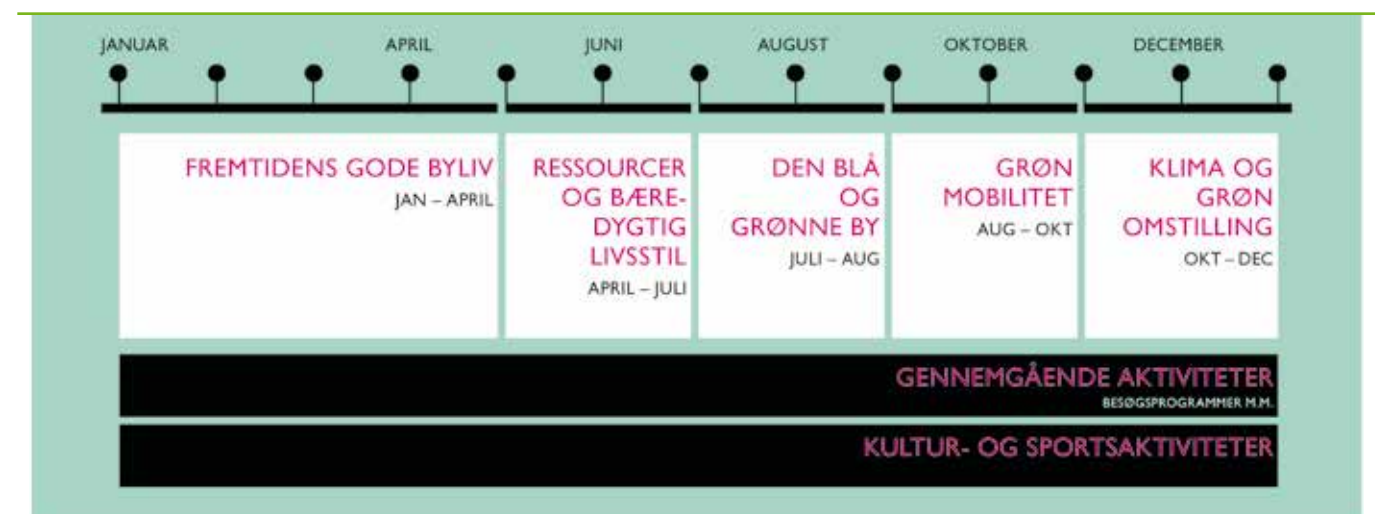 JANUAR APRIL JUNI AUGUST OKTOBER DECEMBER
FREMTIDENS GODE BYLIV
JAN – APRIL
RESSOURCER
OG BÆRE-
DYGTIG
LIVSSTIL
APRIL – JULI
DEN BLÅ
OG
GRØNNE BY
JULI – AUG
GRØN
MOBILITET
AUG – OKT
KLIMA OG
GRØN
OMSTILLING
OKT – DEC
GENNEMGÅENDE AKTIVITETER
BESØGSPROGRAMMER M.M.
KULTUR- OG SPORTSAKTIVITETER